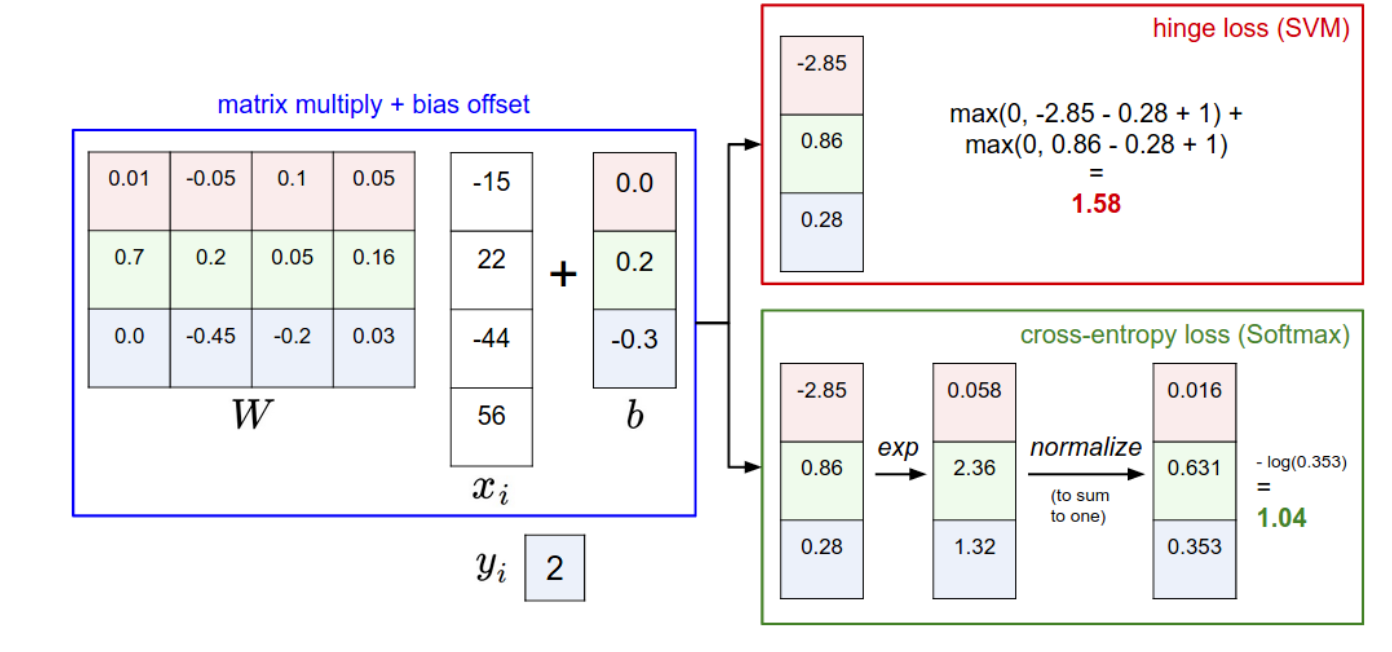 matrix multiply + bias offset
0.01 -0.05 0.1 0.05
0.7 0.2 0.05 0.16
0.0 -0.45 -0.2 0.03
W
-15
22
-44
56
x_i
+
0.0
0.2
-0.3
b
y_i 2
hinge loss (SVM)
-2.85
0.86
0.28
max(0, -2.85 - 0.28 + 1) +
max(0, 0.86 - 0.28 + 1)
=
1.58
cross-entropy loss (Softmax)
-2.85
0.86
0.28
exp
0.058
2.36
1.32
normalize
(to sum
to one)
0.016
0.631
0.353
- log(0.353)
=
1.04